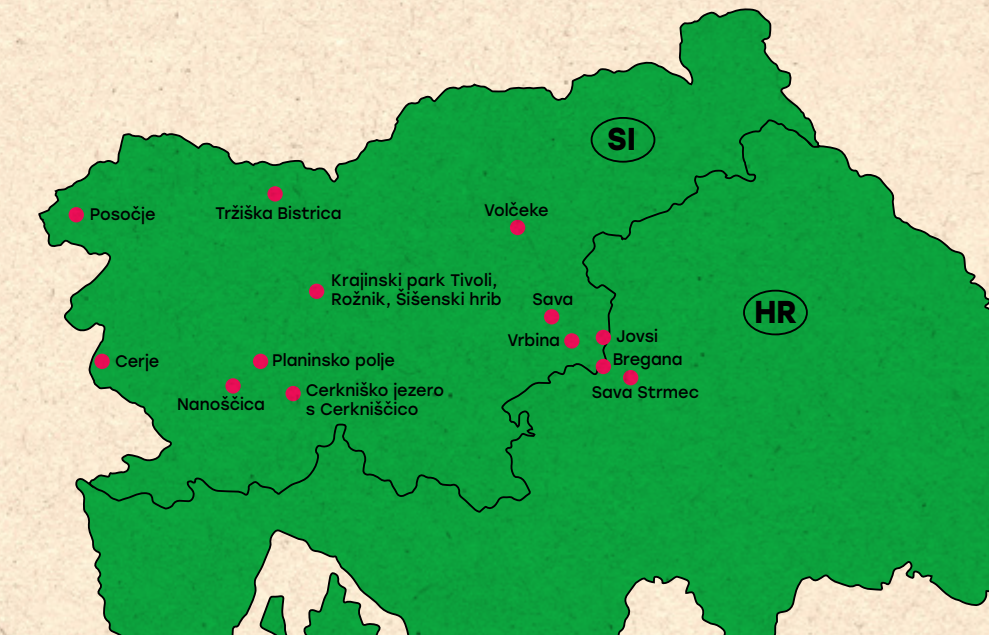 SI
Posočje
Tržiška Bistrica
Volčeke
Krajinski park Tivoli,
Rožnik, Šišenski hrib
Sava
HR
Vrbina
Jovsi
Cerje
Planinsko polje
Bregana
Nanoščica
Cerkniško jezero
s Cerkniščico
Sava Strmec